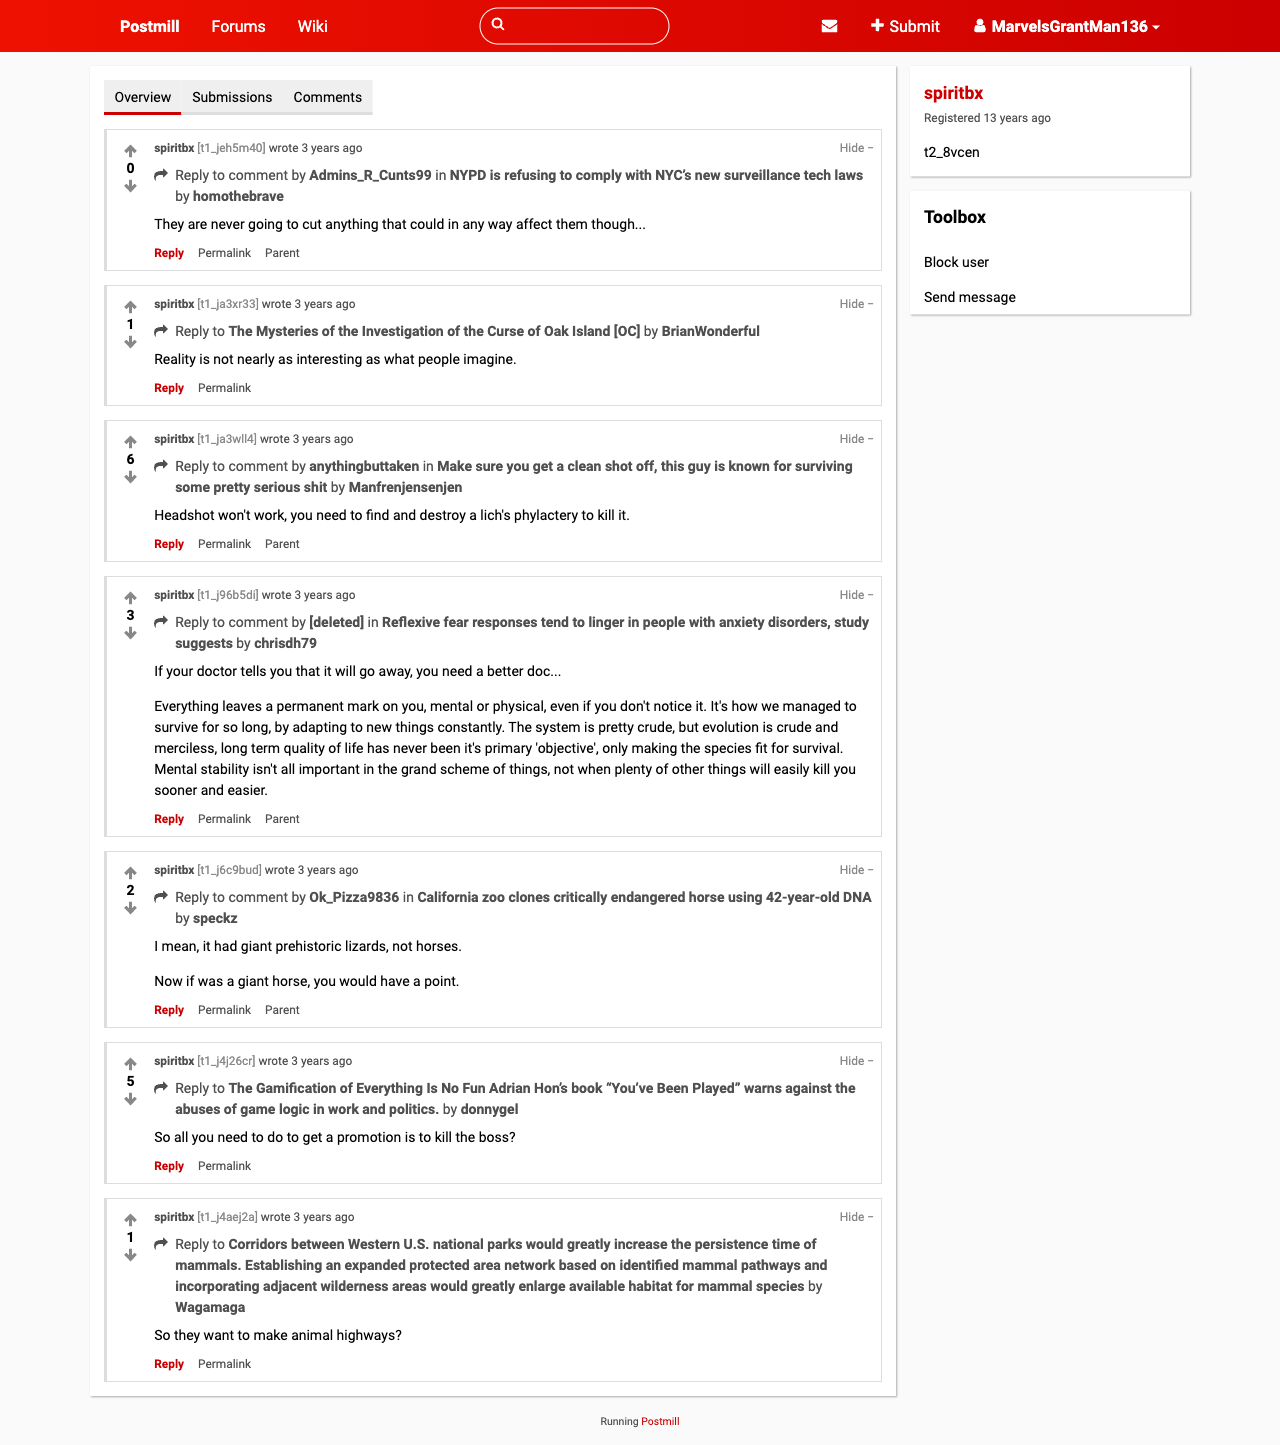 Postmill
Forums
Wiki
Submit
MarvelsGrantMan136
Overview
Submissions
Comments
spiritbx [t1_jeh5m40] wrote 3 years ago
Hide −
0
Reply to comment by Admins_R_Cunts99 in NYPD is refusing to comply with NYC’s new surveillance tech laws
by homothebrave
They are never going to cut anything that could in any way affect them though...
Reply Permalink Parent
spiritbx [t1_ja3xr33] wrote 3 years ago
Hide −
1
Reply to The Mysteries of the Investigation of the Curse of Oak Island [OC] by BrianWonderful
Reality is not nearly as interesting as what people imagine.
Reply Permalink
spiritbx [t1_ja3wll4] wrote 3 years ago
Hide −
6
Reply to comment by anythingbuttaken in Make sure you get a clean shot off, this guy is known for surviving
some pretty serious shit by Manfrenjensenjen
Headshot won't work, you need to find and destroy a lich's phylactery to kill it.
Reply Permalink Parent
spiritbx [t1_j96b5di] wrote 3 years ago
Hide −
3
Reply to comment by [deleted] in Reflexive fear responses tend to linger in people with anxiety disorders, study
suggests by chrisdh79
If your doctor tells you that it will go away, you need a better doc...
Everything leaves a permanent mark on you, mental or physical, even if you don't notice it. It's how we managed to
survive for so long, by adapting to new things constantly. The system is pretty crude, but evolution is crude and
merciless, long term quality of life has never been it's primary 'objective', only making the species fit for survival.
Mental stability isn't all important in the grand scheme of things, not when plenty of other things will easily kill you
sooner and easier.
Reply Permalink Parent
spiritbx [t1_j6c9bud] wrote 3 years ago
Hide −
2
Reply to comment by Ok_Pizza9836 in California zoo clones critically endangered horse using 42-year-old DNA
by speckz
I mean, it had giant prehistoric lizards, not horses.
Now if was a giant horse, you would have a point.
Reply Permalink Parent
spiritbx [t1_j4j26cr] wrote 3 years ago
Hide −
5
Reply to The Gamification of Everything Is No Fun Adrian Hon’s book “You’ve Been Played” warns against the
abuses of game logic in work and politics. by donnygel
So all you need to do to get a promotion is to kill the boss?
Reply Permalink
spiritbx [t1_j4aej2a] wrote 3 years ago
Hide −
1
Reply to Corridors between Western U.S. national parks would greatly increase the persistence time of
mammals. Establishing an expanded protected area network based on identified mammal pathways and
incorporating adjacent wilderness areas would greatly enlarge available habitat for mammal species by
Wagamaga
So they want to make animal highways?
Reply Permalink
spiritbx
Registered 13 years ago
t2_8vcen
Toolbox
Block user
Send message
Running Postmill